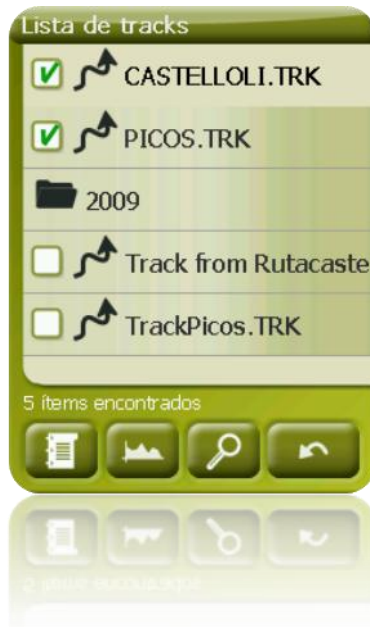 Lista de tracks
CASTELLOLI.TRK
PICOS.TRK
2009
Track from Rutacaste
TrackPicos.TRK
5 ítems encontrados